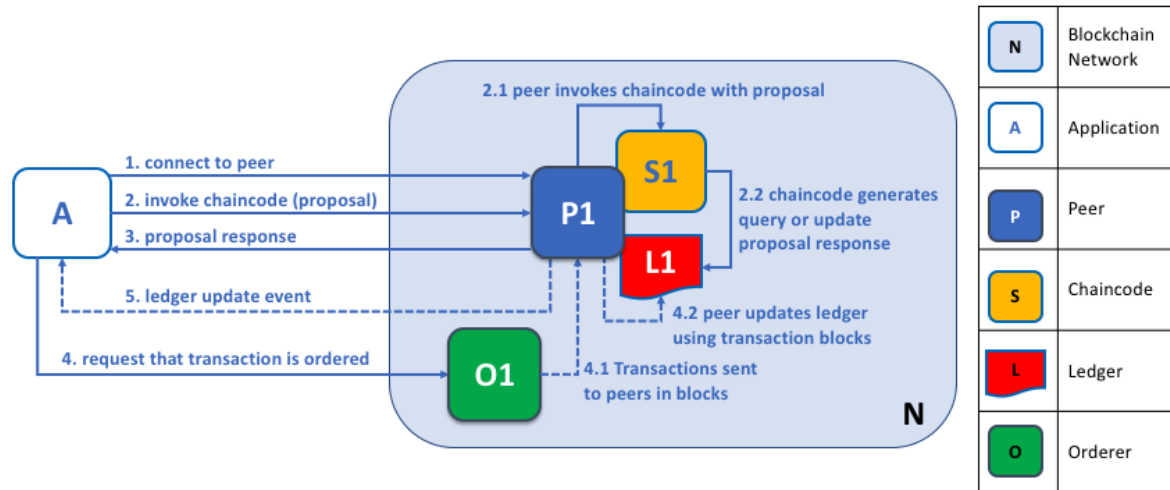 2.1 peer invokes chaincode with proposal
1. connect to peer
2. invoke chaincode (proposal)
3. proposal response
A
P1
S1
2.2 chaincode generates
query or update
proposal response
L1
5. ledger update event
4.2 peer updates ledger
using transaction blocks
4. request that transaction is ordered
O1
4.1 Transactions sent
to peers in blocks
N
N
Blockchain
Network
A
Application
P
Peer
S
Chaincode
L
Ledger
O
Orderer